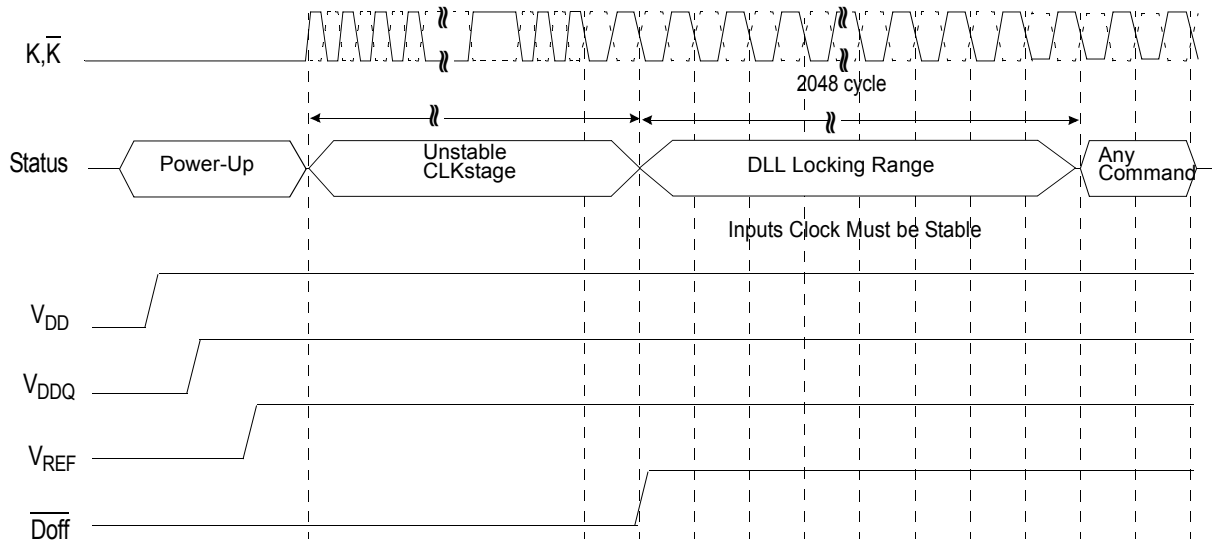 K,K̅
2048 cycle
Status
Power-Up
Unstable
CLKstage
DLL Locking Range
Any
Command
Inputs Clock Must be Stable
VDD
VDDQ
VREF
D̅o̅f̅f̅